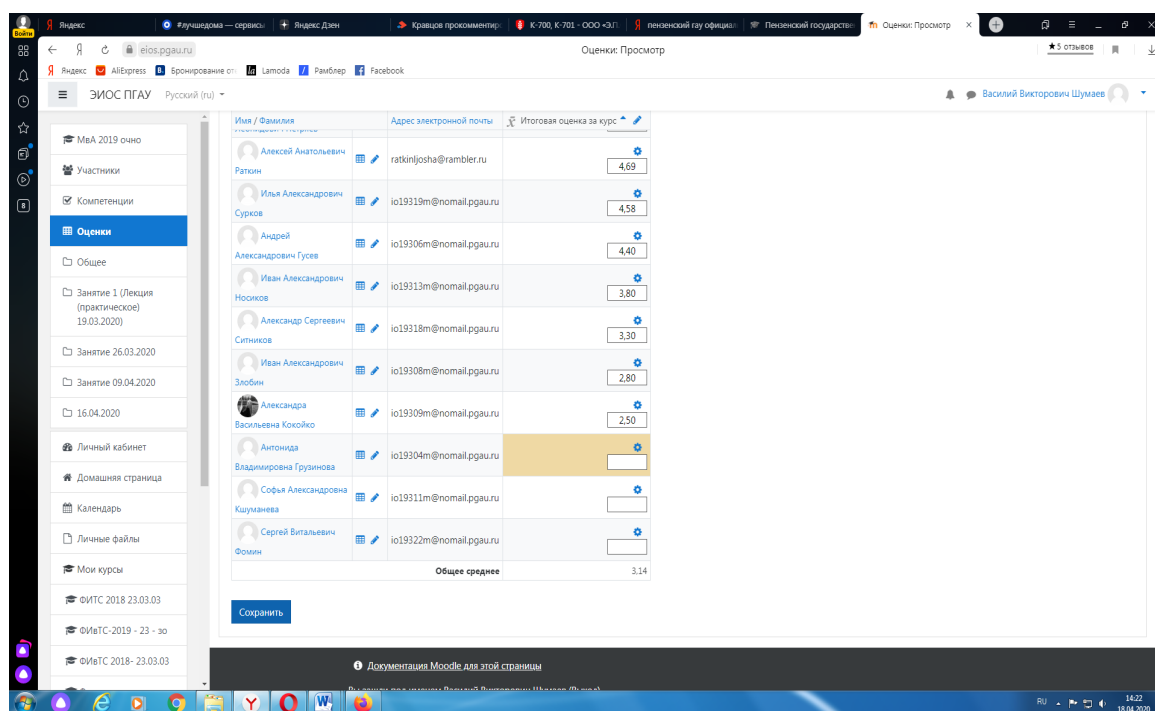 Войти
Яндекс
#лучшедома — сервисы
Яндекс Дзен
Кравцов прокомментиро
К-700, К-701 - ООО «Э.П.
пензенский гау официал
Пензенский государстве
Оценки: Просмотр
eios.pgau.ru
Оценки: Просмотр
★ 5 отзывов
Яндекс
AliExpress
Бронирование от
Lamoda
Рамблер
Facebook
ЭИОС ПГАУ
Русский (ru)
Василий Викторович Шумаев
8
МвА 2019 очно
Участники
Компетенции
Оценки
Общее
Занятие 1 (Лекция
(практическое)
19.03.2020)
Занятие 26.03.2020
Занятие 09.04.2020
16.04.2020
Личный кабинет
Домашняя страница
Календарь
Личные файлы
Мои курсы
ФИТС 2018 23.03.03
ФИвТС-2019 - 23 - зо
ФИвТС 2018- 23.03.03
Имя / Фамилия Адрес электронной почты x̄ Итоговая оценка за курс
Алексей Анатольевич
Раткин
ratkinljosha@rambler.ru
4,69
Илья Александрович
Сурков
io19319m@nomail.pgau.ru
4,58
Андрей
Александрович Гусев
io19306m@nomail.pgau.ru
4,40
Иван Александрович
Носиков
io19313m@nomail.pgau.ru
3,80
Александр Сергеевич
Ситников
io19318m@nomail.pgau.ru
3,30
Иван Александрович
Злобин
io19308m@nomail.pgau.ru
2,80
Александра
Васильевна Кокойко
io19309m@nomail.pgau.ru
2,50
Антонида
Владимировна Грузинова
io19304m@nomail.pgau.ru
Софья Александровна
Кшуманева
io19311m@nomail.pgau.ru
Сергей Витальевич
Фомин
io19322m@nomail.pgau.ru
Общее среднее 3,14
Сохранить
Документация Moodle для этой страницы
RU
14:22
18.04.2020